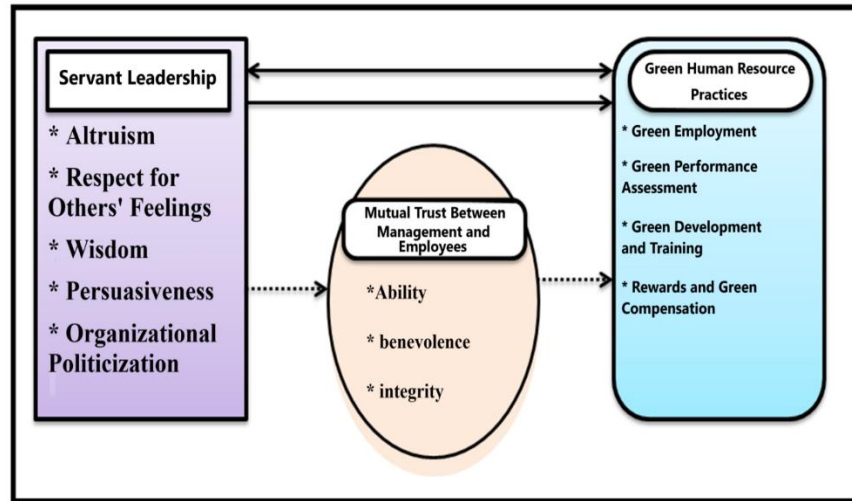 Servant Leadership
* Altruism
* Respect for
Others' Feelings
* Wisdom
* Persuasiveness
* Organizational
Politicization
Mutual Trust Between
Management and
Employees
*Ability
* benevolence
* integrity
Green Human Resource
Practices
* Green Employment
* Green Performance
Assessment
* Green Development
and Training
* Rewards and Green
Compensation